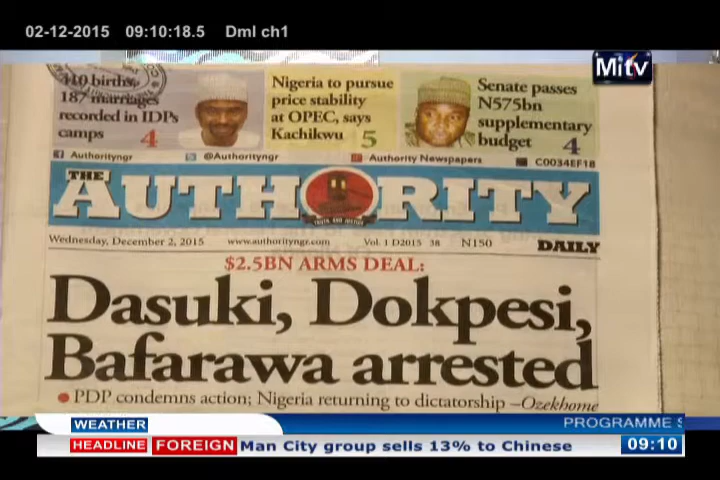 02-12-2015 09:10:18.5 Dml ch1
Mitv
110 births,
187 marriages
recorded in IDPs
camps 4
Nigeria to pursue
price stability
at OPEC, says
Kachikwu 5
Senate passes
N575bn
supplementary
budget 4
Authorityngr @Authorityngr Authority Newspapers C0034EF18
THE
AUTHORITY
Wednesday, December 2, 2015 www.authorityngr.com Vol. 1 D2015 38 N150 DAILY
$2.5BN ARMS DEAL:
Dasuki, Dokpesi,
Bafarawa arrested
PDP condemns action; Nigeria returning to dictatorship –Ozekhome
WEATHER PROGRAMME S
HEADLINE FOREIGN Man City group sells 13% to Chinese 09:10